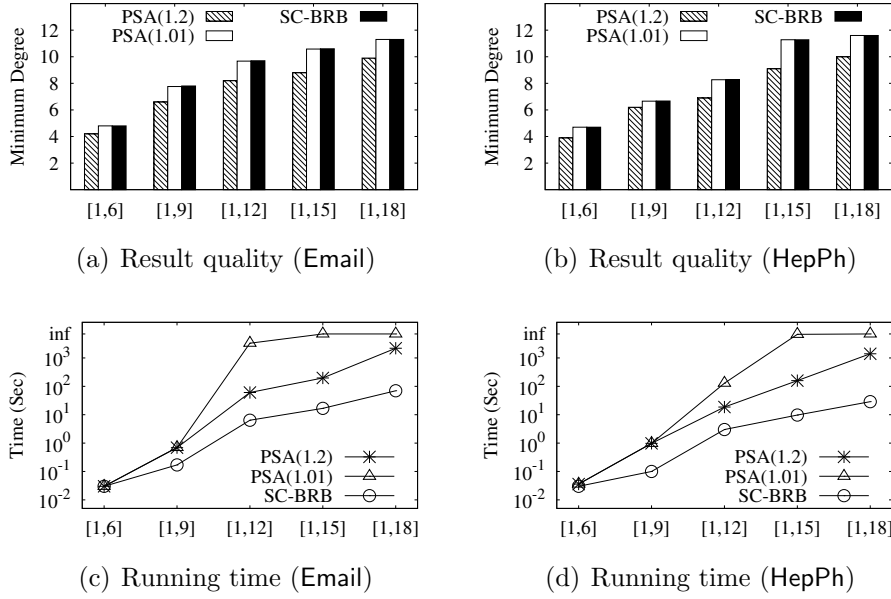 PSA(1.2)
PSA(1.01)
SC-BRB
Minimum Degree
12
10
8
6
4
2
[1,6] [1,9] [1,12] [1,15] [1,18]
(a) Result quality (Email)
PSA(1.2)
PSA(1.01)
SC-BRB
Minimum Degree
12
10
8
6
4
2
[1,6] [1,9] [1,12] [1,15] [1,18]
(b) Result quality (HepPh)
Time (Sec)
inf
10^3
10^2
10^1
10^0
10^-1
10^-2
PSA(1.2)
PSA(1.01)
SC-BRB
[1,6] [1,9] [1,12] [1,15] [1,18]
(c) Running time (Email)
Time (Sec)
inf
10^3
10^2
10^1
10^0
10^-1
10^-2
PSA(1.2)
PSA(1.01)
SC-BRB
[1,6] [1,9] [1,12] [1,15] [1,18]
(d) Running time (HepPh)